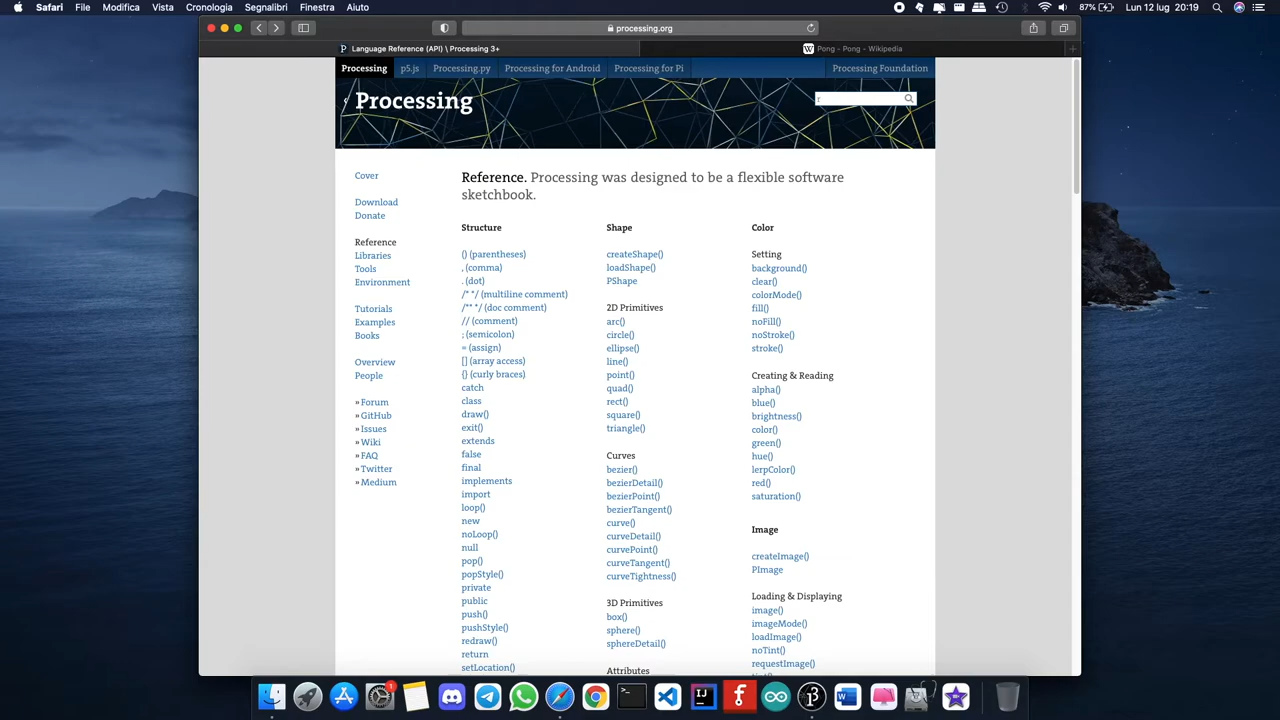 Safari File Modifica Vista Cronologia Segnalibri Finestra Aiuto
8% Lun 12 lug 20:19
processing.org
Language Reference (API) \ Processing 3+
Pong - Pong - Wikipedia
Processing p5.js Processing.py Processing for Android Processing for Pi Processing Foundation
Processing
r
Cover
Download
Donate
Reference
Libraries
Tools
Environment
Tutorials
Examples
Books
Overview
People
» Forum
» GitHub
» Issues
» Wiki
» FAQ
» Twitter
» Medium
Reference. Processing was designed to be a flexible software
sketchbook.
Structure
() (parentheses)
, (comma)
. (dot)
/* */ (multiline comment)
/** */ (doc comment)
// (comment)
; (semicolon)
= (assign)
[] (array access)
{} (curly braces)
catch
class
draw()
exit()
extends
false
final
implements
import
loop()
new
noLoop()
null
pop()
popStyle()
private
public
push()
pushStyle()
redraw()
return
setLocation()
Shape
createShape()
loadShape()
PShape
2D Primitives
arc()
circle()
ellipse()
line()
point()
quad()
rect()
square()
triangle()
Curves
bezier()
bezierDetail()
bezierPoint()
bezierTangent()
curve()
curveDetail()
curvePoint()
curveTangent()
curveTightness()
3D Primitives
box()
sphere()
sphereDetail()
Attributes
Color
Setting
background()
clear()
colorMode()
fill()
noFill()
noStroke()
stroke()
Creating & Reading
alpha()
blue()
brightness()
color()
green()
hue()
lerpColor()
red()
saturation()
Image
createImage()
PImage
Loading & Displaying
image()
imageMode()
loadImage()
noTint()
requestImage()
tint()